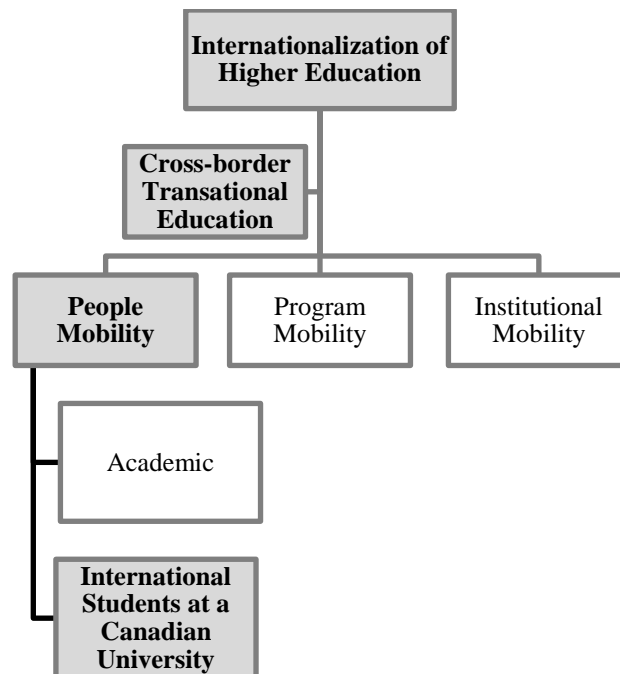 Internationalization of
Higher Education
Cross-border
Transational
Education
People
Mobility
Program
Mobility
Institutional
Mobility
Academic
International
Students at a
Canadian
University